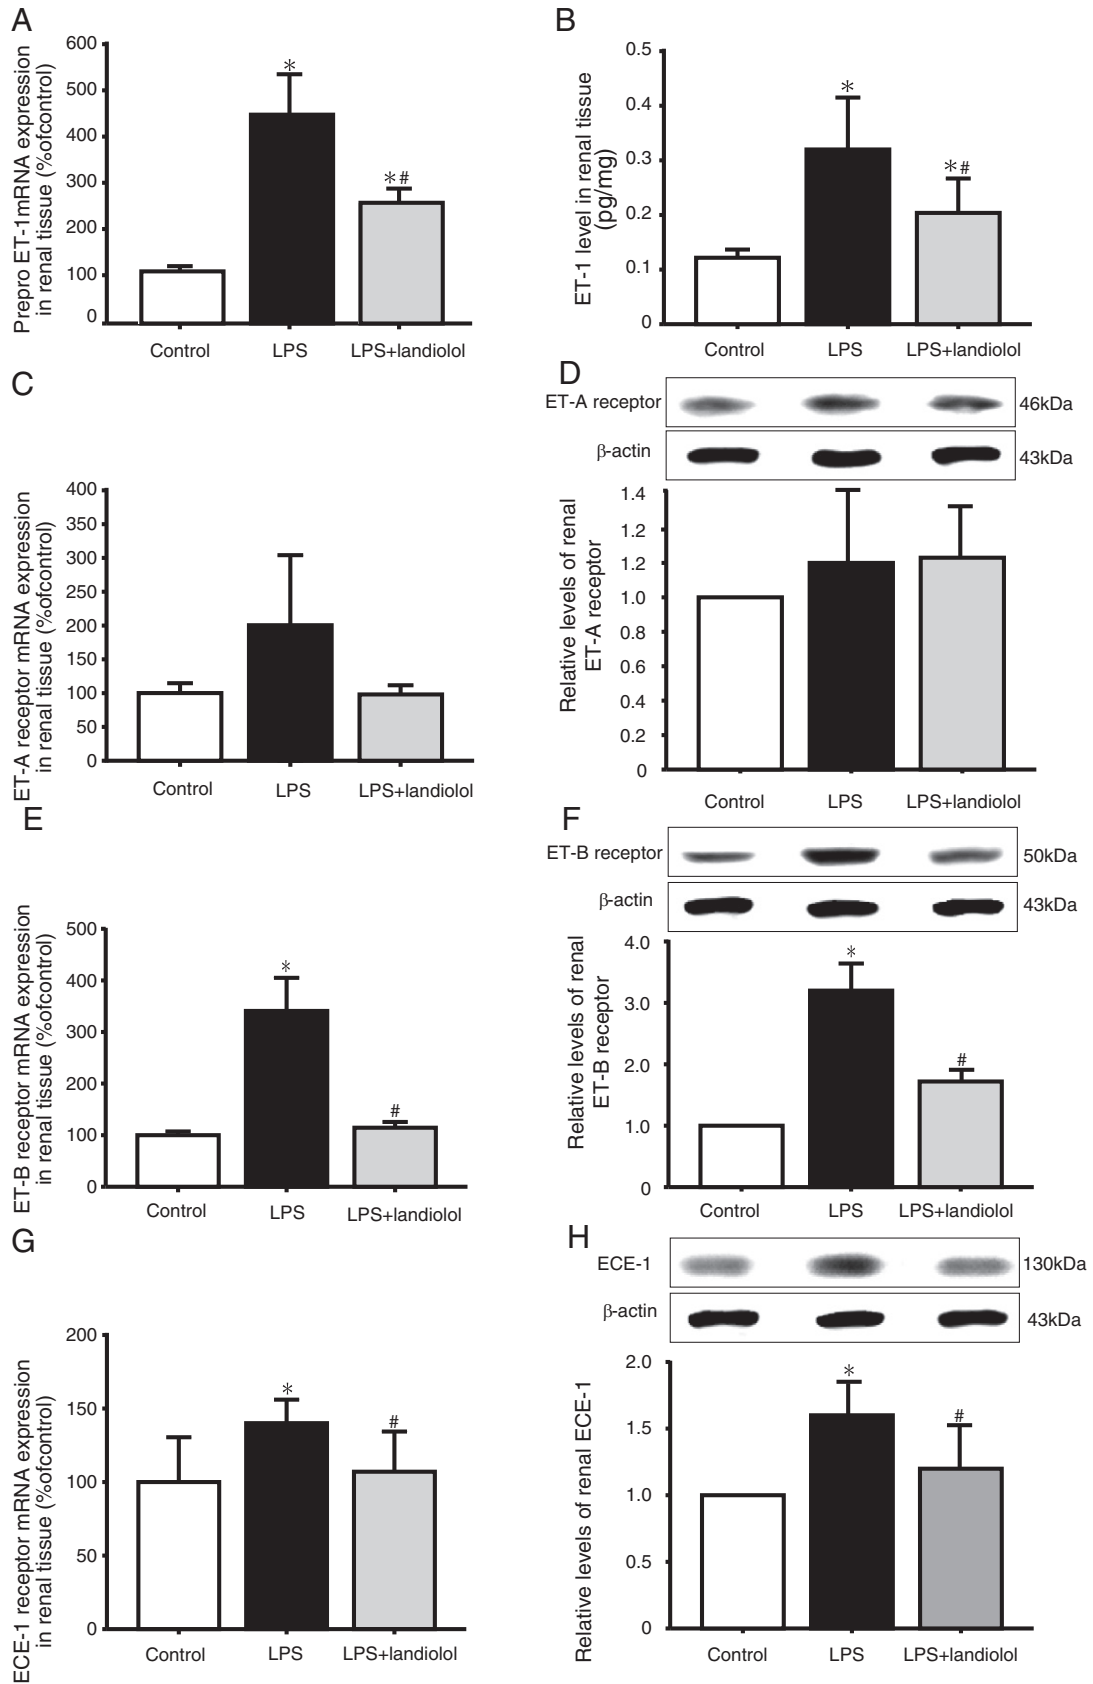 A
Prepro ET-1mRNA expression
in renal tissue (%ofcontrol)
600
500
400
300
200
100
0
*
*#
Control
LPS
LPS+landiolol
B
ET-1 level in renal tissue
(pg/mg)
0.5
0.4
0.3
0.2
0.1
0
*
*#
Control
LPS
LPS+landiolol
C
ET-A receptor mRNA expression
in renal tissue (%ofcontrol)
400
350
300
250
200
150
100
50
0
Control
LPS
LPS+landiolol
D
ET-A receptor
46kDa
β-actin
43kDa
Relative levels of renal
ET-A receptor
1.4
1.2
1.2
1.0
0.8
0.6
0.4
0.2
0
Control
LPS
LPS+landiolol
E
ET-B receptor mRNA expression
in renal tissue (%ofcontrol)
500
400
300
200
100
0
*
#
Control
LPS
LPS+landiolol
F
ET-B receptor
50kDa
β-actin
43kDa
Relative levels of renal
ET-B receptor
4.0
3.0
2.0
1.0
0
*
#
Control
LPS
LPS+landiolol
G
ECE-1 receptor mRNA expression
in renal tissue (%ofcontrol)
200
150
100
50
0
*
#
Control
LPS
LPS+landiolol
H
ECE-1
130kDa
β-actin
43kDa
Relative levels of renal ECE-1
2.0
1.5
1.0
0.5
0
*
#
Control
LPS
LPS+landiolol